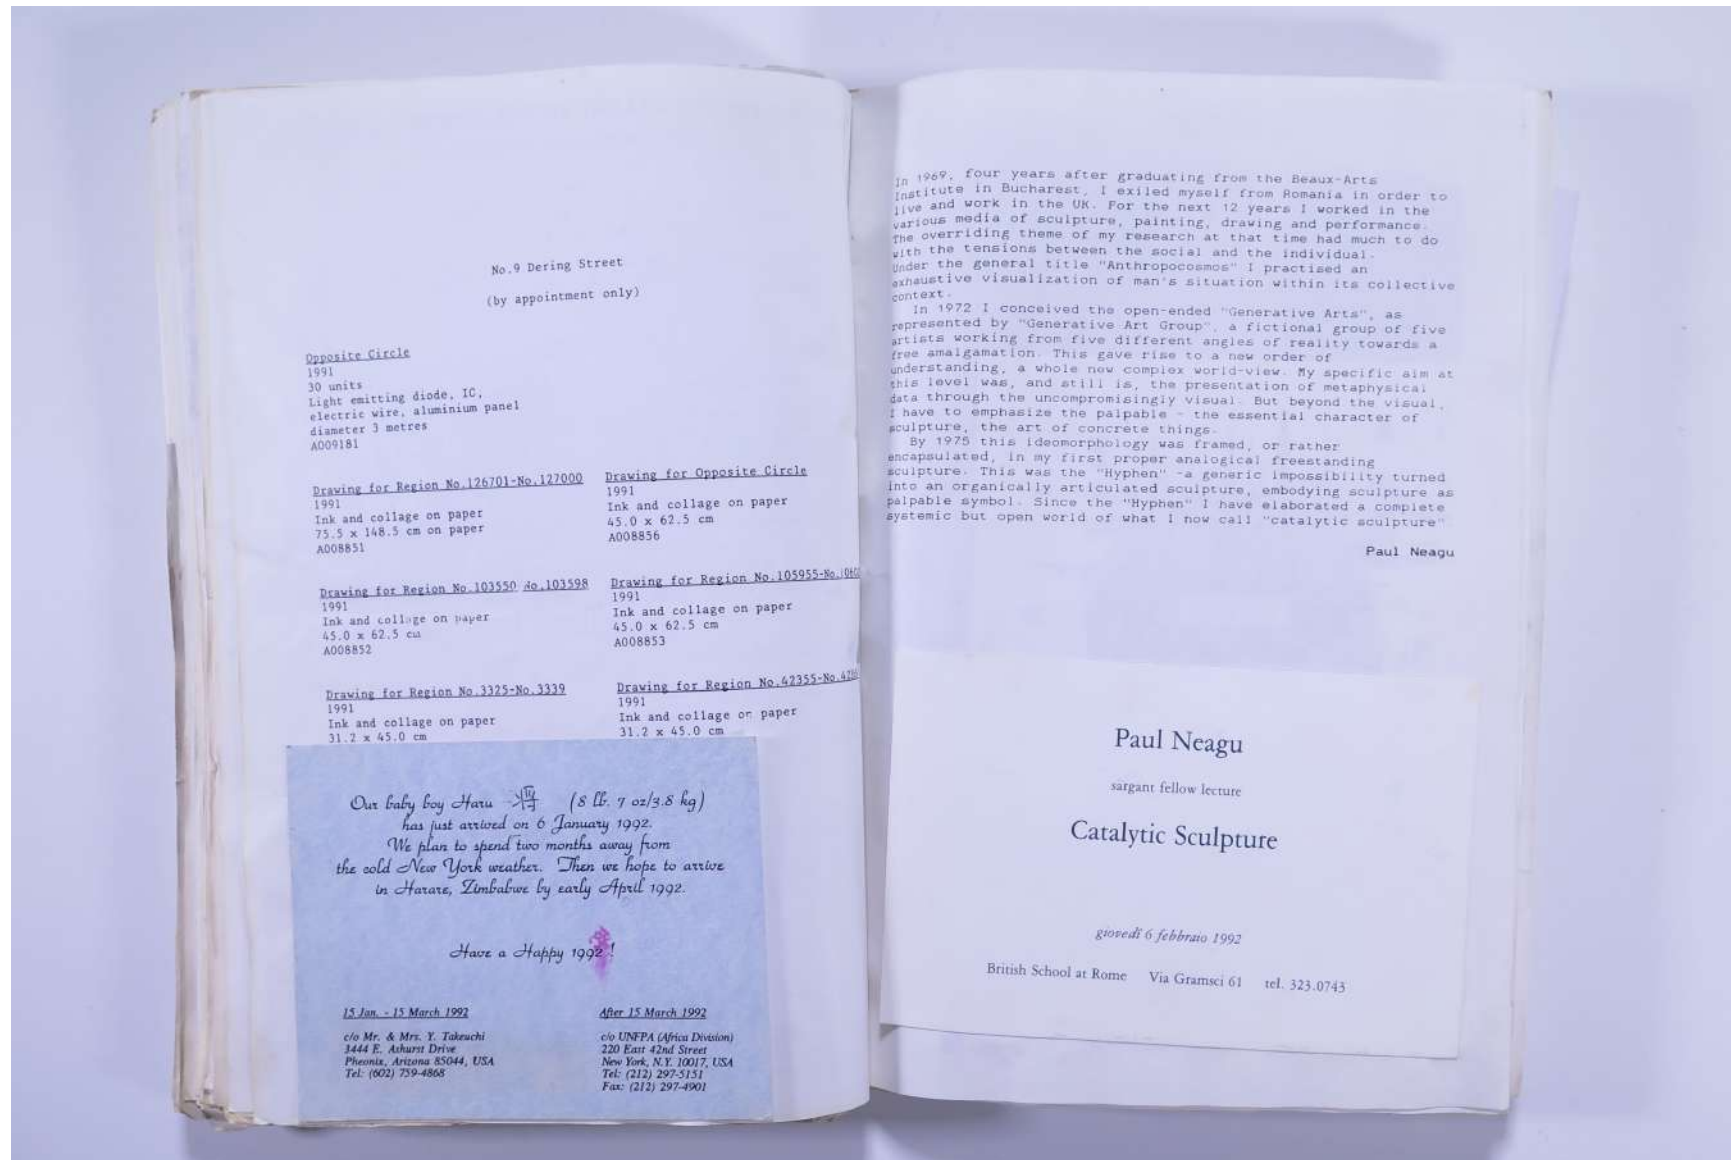 No.9 Dering Street
(by appointment only)
Opposite Circle
1991
30 units
Light emitting diode, IC,
electric wire, aluminium panel
diameter 3 metres
A009181
Drawing for Region No.126701-No.127000
1991
Ink and collage on paper
75.5 x 148.5 cm on paper
A008851
Drawing for Opposite Circle
1991
Ink and collage on paper
45.0 x 62.5 cm
A008856
Drawing for Region No.103550 No.103598
1991
Ink and collage on paper
45.0 x 62.5 cm
A008852
Drawing for Region No.105955-No.
1991
Ink and collage on paper
45.0 x 62.5 cm
A008853
Drawing for Region No.3325-No.3339
1991
Ink and collage on paper
31.2 x 45.0 cm
Drawing for Region No.42355-No.
1991
Ink and collage on paper
31.2 x 45.0 cm
Our baby boy Haru (8 lb. 7 oz/3.8 kg)
has just arrived on 6 January 1992.
We plan to spend two months away from
the cold New York weather. Then we hope to arrive
in Harare, Zimbabwe by early April 1992.
Have a Happy 1992!
15 Jan. - 15 March 1992
c/o Mr. & Mrs. Y. Takeuchi
3444 E. Ashurst Drive
Pheonix, Arizona 85044, USA
Tel: (602) 759-4868
After 15 March 1992
c/o UNFPA (Africa Division)
220 East 42nd Street
New York, N.Y. 10017, USA
Tel: (212) 297-5151
Fax: (212) 297-4901
In 1969, four years after graduating from the Beaux-Arts
Institute in Bucharest, I exiled myself from Romania in order to
live and work in the UK. For the next 12 years I worked in the
various media of sculpture, painting, drawing and performance.
The overriding theme of my research at that time had much to do
with the tensions between the social and the individual.
Under the general title "Anthropocosmos" I practised an
exhaustive visualization of man's situation within its collective
context.
In 1972 I conceived the open-ended "Generative Arts", as
represented by "Generative Art Group", a fictional group of five
artists working from five different angles of reality towards a
free amalgamation. This gave rise to a new order of
understanding, a whole new complex world-view. My specific aim at
this level was, and still is, the presentation of metaphysical
data through the uncompromisingly visual. But beyond the visual,
I have to emphasize the palpable - the essential character of
sculpture, the art of concrete things.
By 1975 this ideomorphology was framed, or rather
encapsulated, in my first proper analogical freestanding
sculpture. This was the "Hyphen" -a generic impossibility turned
into an organically articulated sculpture, embodying sculpture as
palpable symbol. Since the "Hyphen" I have elaborated a complete
systemic but open world of what I now call "catalytic sculpture"
Paul Neagu
Paul Neagu
sargant fellow lecture
Catalytic Sculpture
giovedì 6 febbraio 1992
British School at Rome Via Gramsci 61 tel. 323.0743